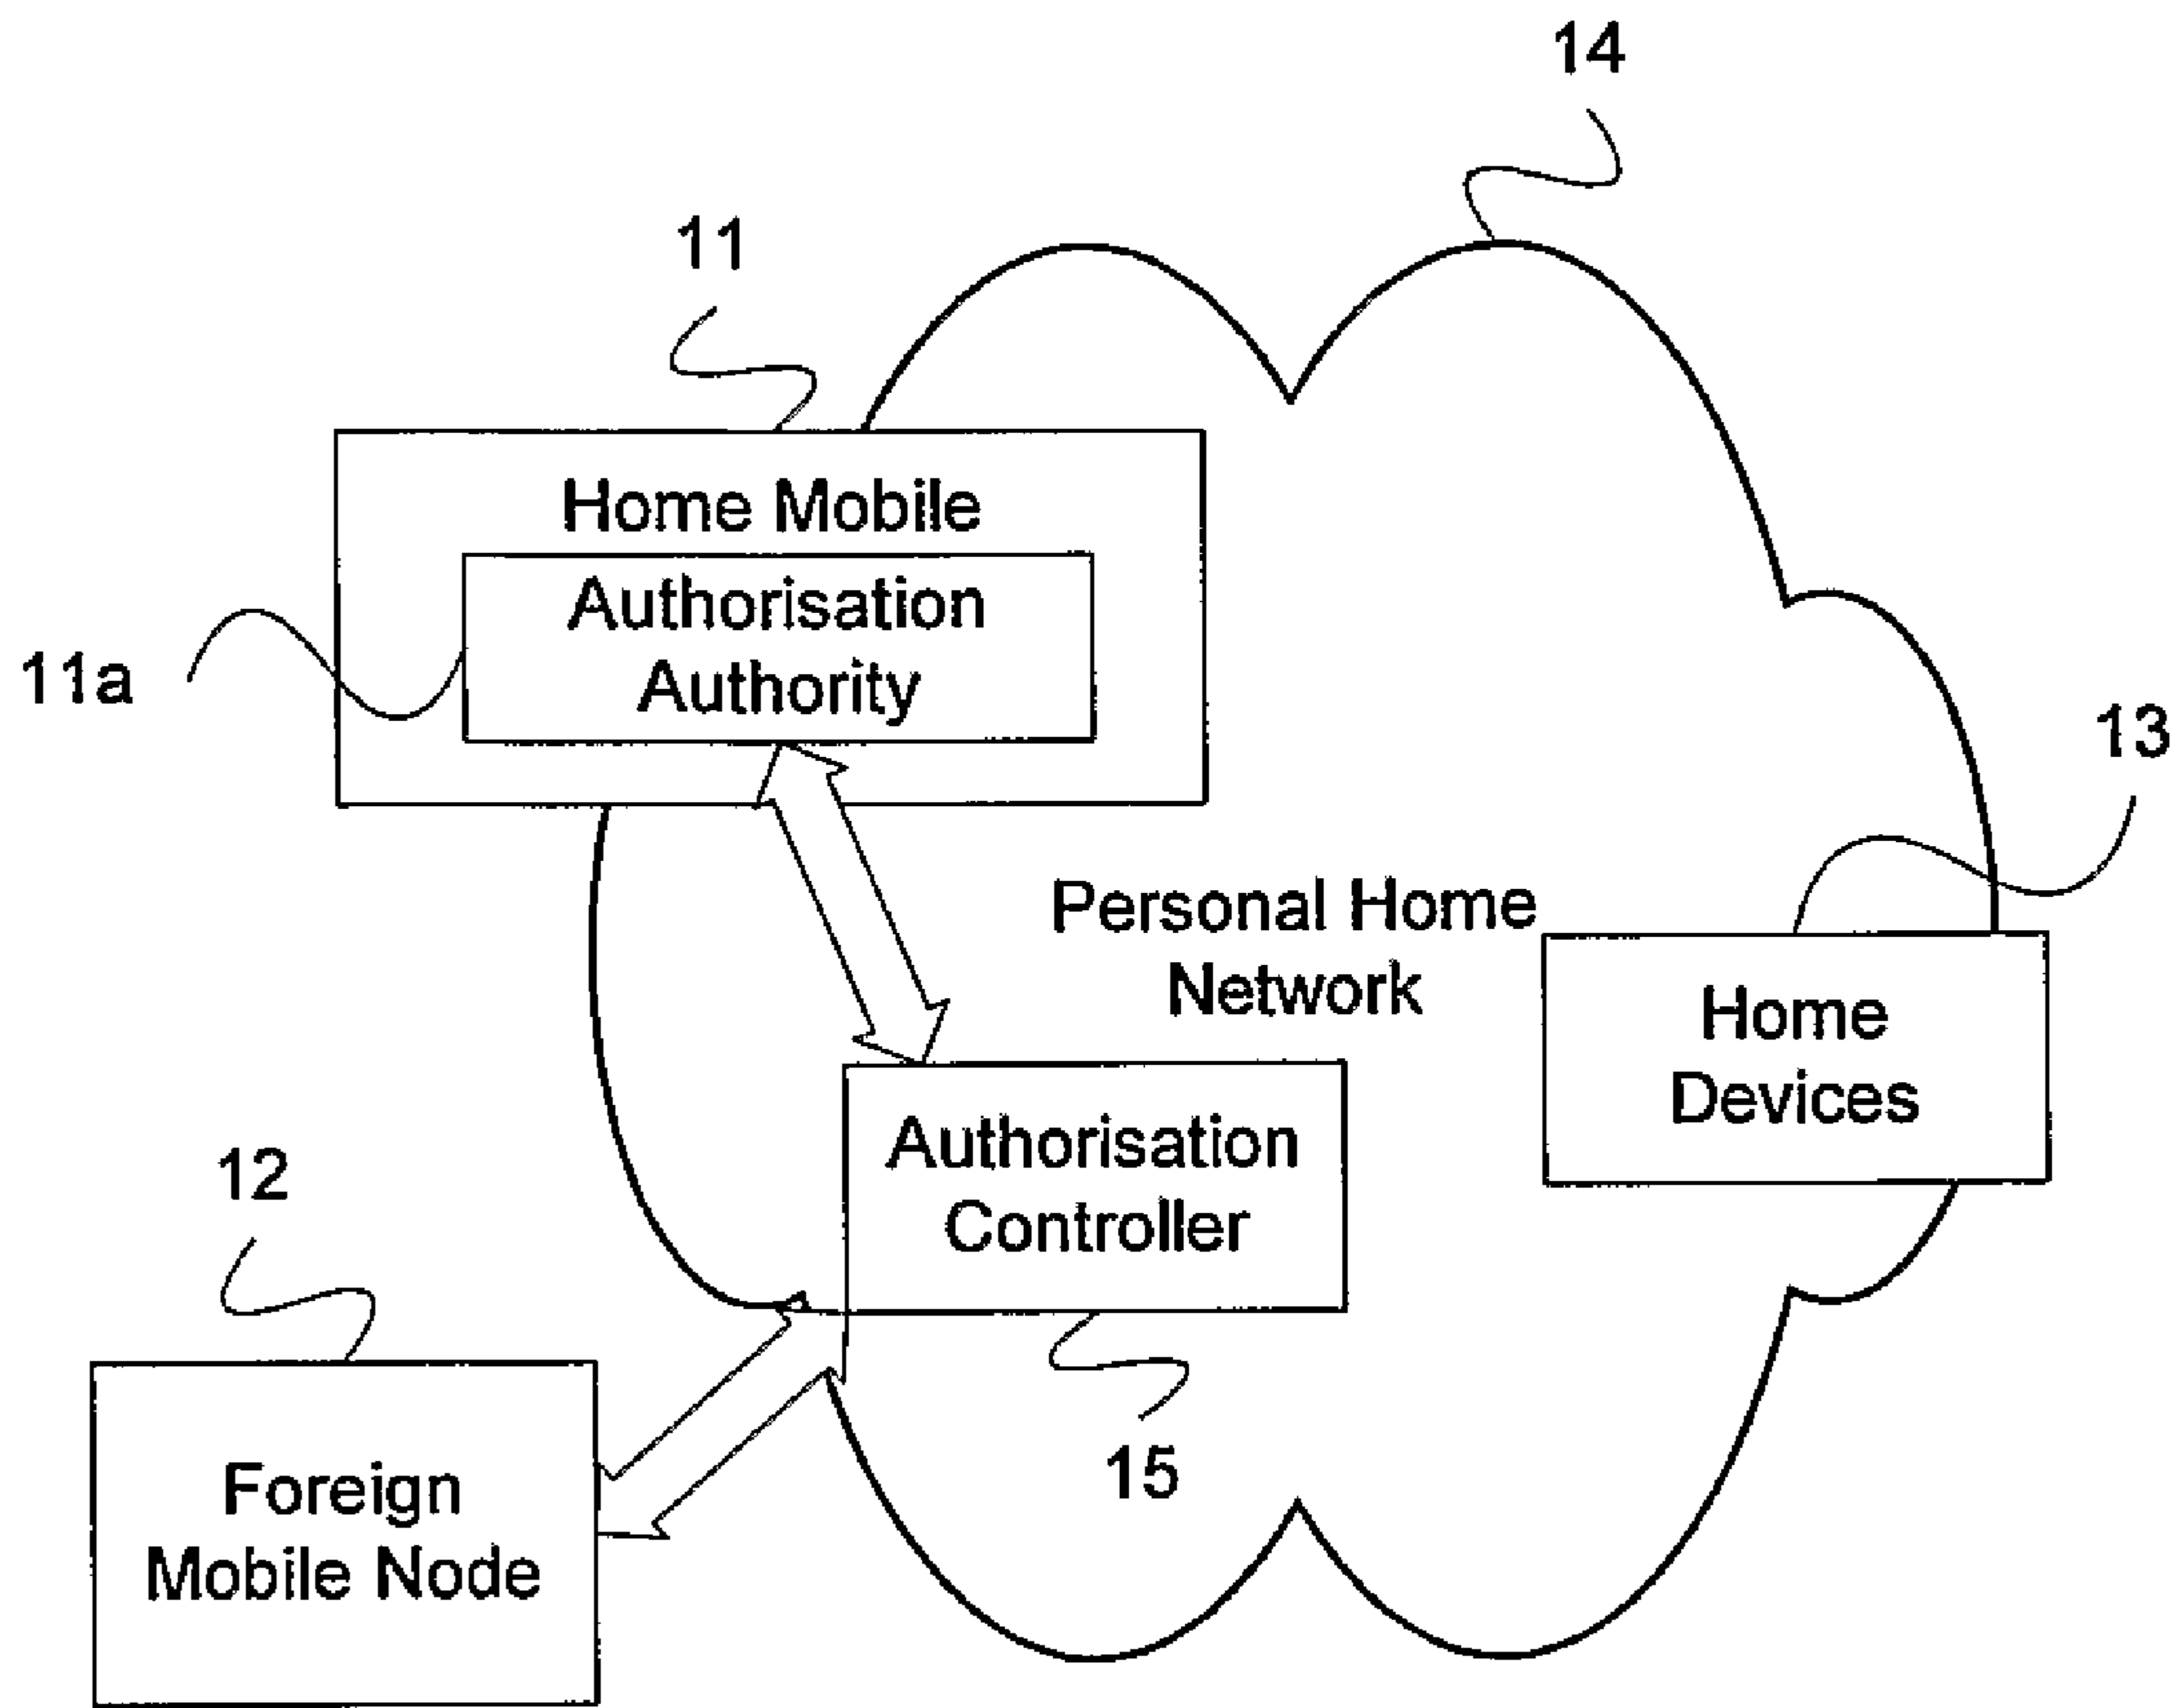 14
11
Home Mobile
Authorisation
Authority
11a
13
Personal Home
Network
Home
Devices
Authorisation
Controller
12
15
Foreign
Mobile Node